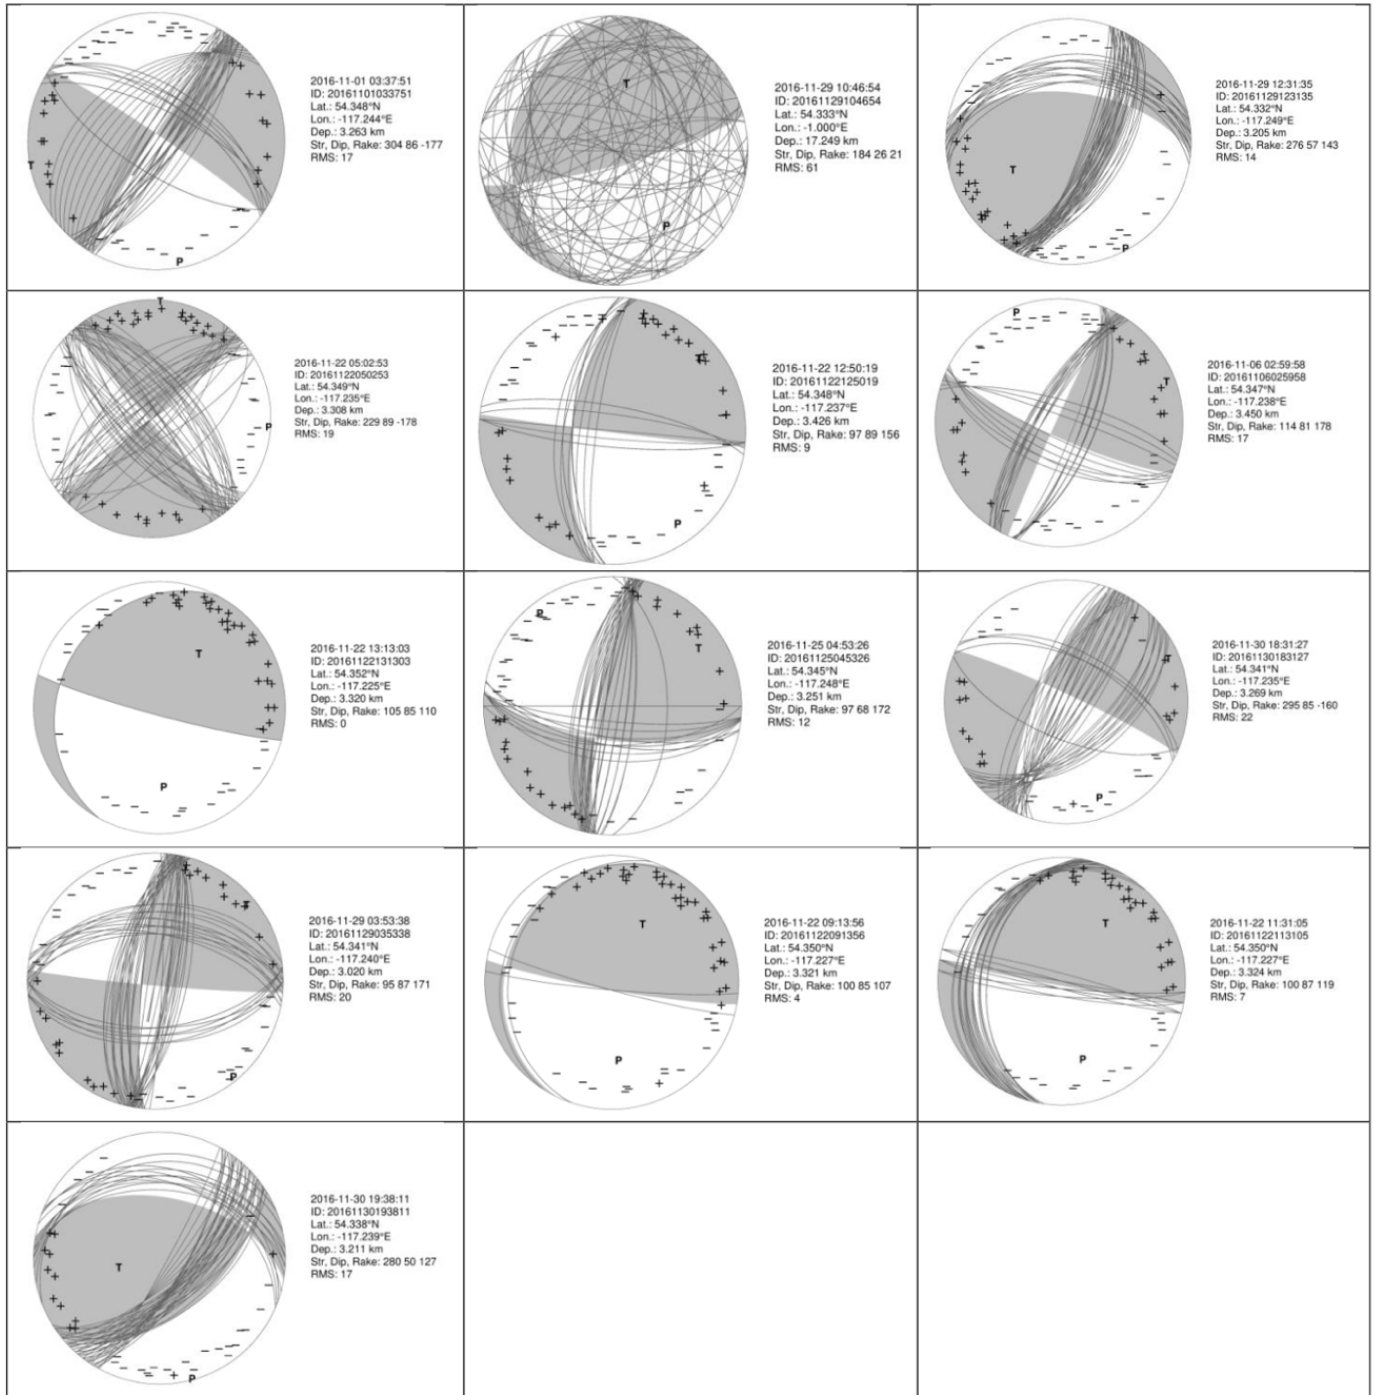 2016-11-01 03:37:51
ID: 20161101033751
Lat.: 54.348°N
Lon.: -117.244°E
Dep.: 3.263 km
Str, Dip, Rake: 304 86 -177
RMS: 17
T
P
2016-11-29 10:46:54
ID: 20161129104654
Lat.: 54.333°N
Lon.: -1.000°E
Dep.: 17.249 km
Str, Dip, Rake: 184 26 21
RMS: 61
T
P
2016-11-29 12:31:35
ID: 20161129123135
Lat.: 54.332°N
Lon.: -117.249°E
Dep.: 3.205 km
Str, Dip, Rake: 276 57 143
RMS: 14
T
P
2016-11-22 05:02:53
ID: 20161122050253
Lat.: 54.349°N
Lon.: -117.235°E
Dep.: 3.308 km
Str, Dip, Rake: 229 89 -178
RMS: 19
T
P
2016-11-22 12:50:19
ID: 20161122125019
Lat.: 54.348°N
Lon.: -117.237°E
Dep.: 3.426 km
Str, Dip, Rake: 97 89 156
RMS: 9
T
P
2016-11-06 02:59:58
ID: 20161106025958
Lat.: 54.347°N
Lon.: -117.238°E
Dep.: 3.450 km
Str, Dip, Rake: 114 81 178
RMS: 17
P
T
2016-11-22 13:13:03
ID: 20161122131303
Lat.: 54.352°N
Lon.: -117.225°E
Dep.: 3.320 km
Str, Dip, Rake: 105 85 110
RMS: 0
T
P
2016-11-25 04:53:26
ID: 20161125045326
Lat.: 54.345°N
Lon.: -117.248°E
Dep.: 3.251 km
Str, Dip, Rake: 97 68 172
RMS: 12
P
T
2016-11-30 18:31:27
ID: 20161130183127
Lat.: 54.341°N
Lon.: -117.235°E
Dep.: 3.269 km
Str, Dip, Rake: 295 85 -160
RMS: 22
T
P
2016-11-29 03:53:38
ID: 20161129035338
Lat.: 54.341°N
Lon.: -117.240°E
Dep.: 3.020 km
Str, Dip, Rake: 95 87 171
RMS: 20
T
P
2016-11-22 09:13:56
ID: 20161122091356
Lat.: 54.350°N
Lon.: -117.227°E
Dep.: 3.321 km
Str, Dip, Rake: 100 85 107
RMS: 4
T
P
2016-11-22 11:31:05
ID: 20161122113105
Lat.: 54.350°N
Lon.: -117.227°E
Dep.: 3.324 km
Str, Dip, Rake: 100 87 119
RMS: 7
T
P
2016-11-30 19:38:11
ID: 20161130193811
Lat.: 54.338°N
Lon.: -117.239°E
Dep.: 3.211 km
Str, Dip, Rake: 280 50 127
RMS: 17
T
P